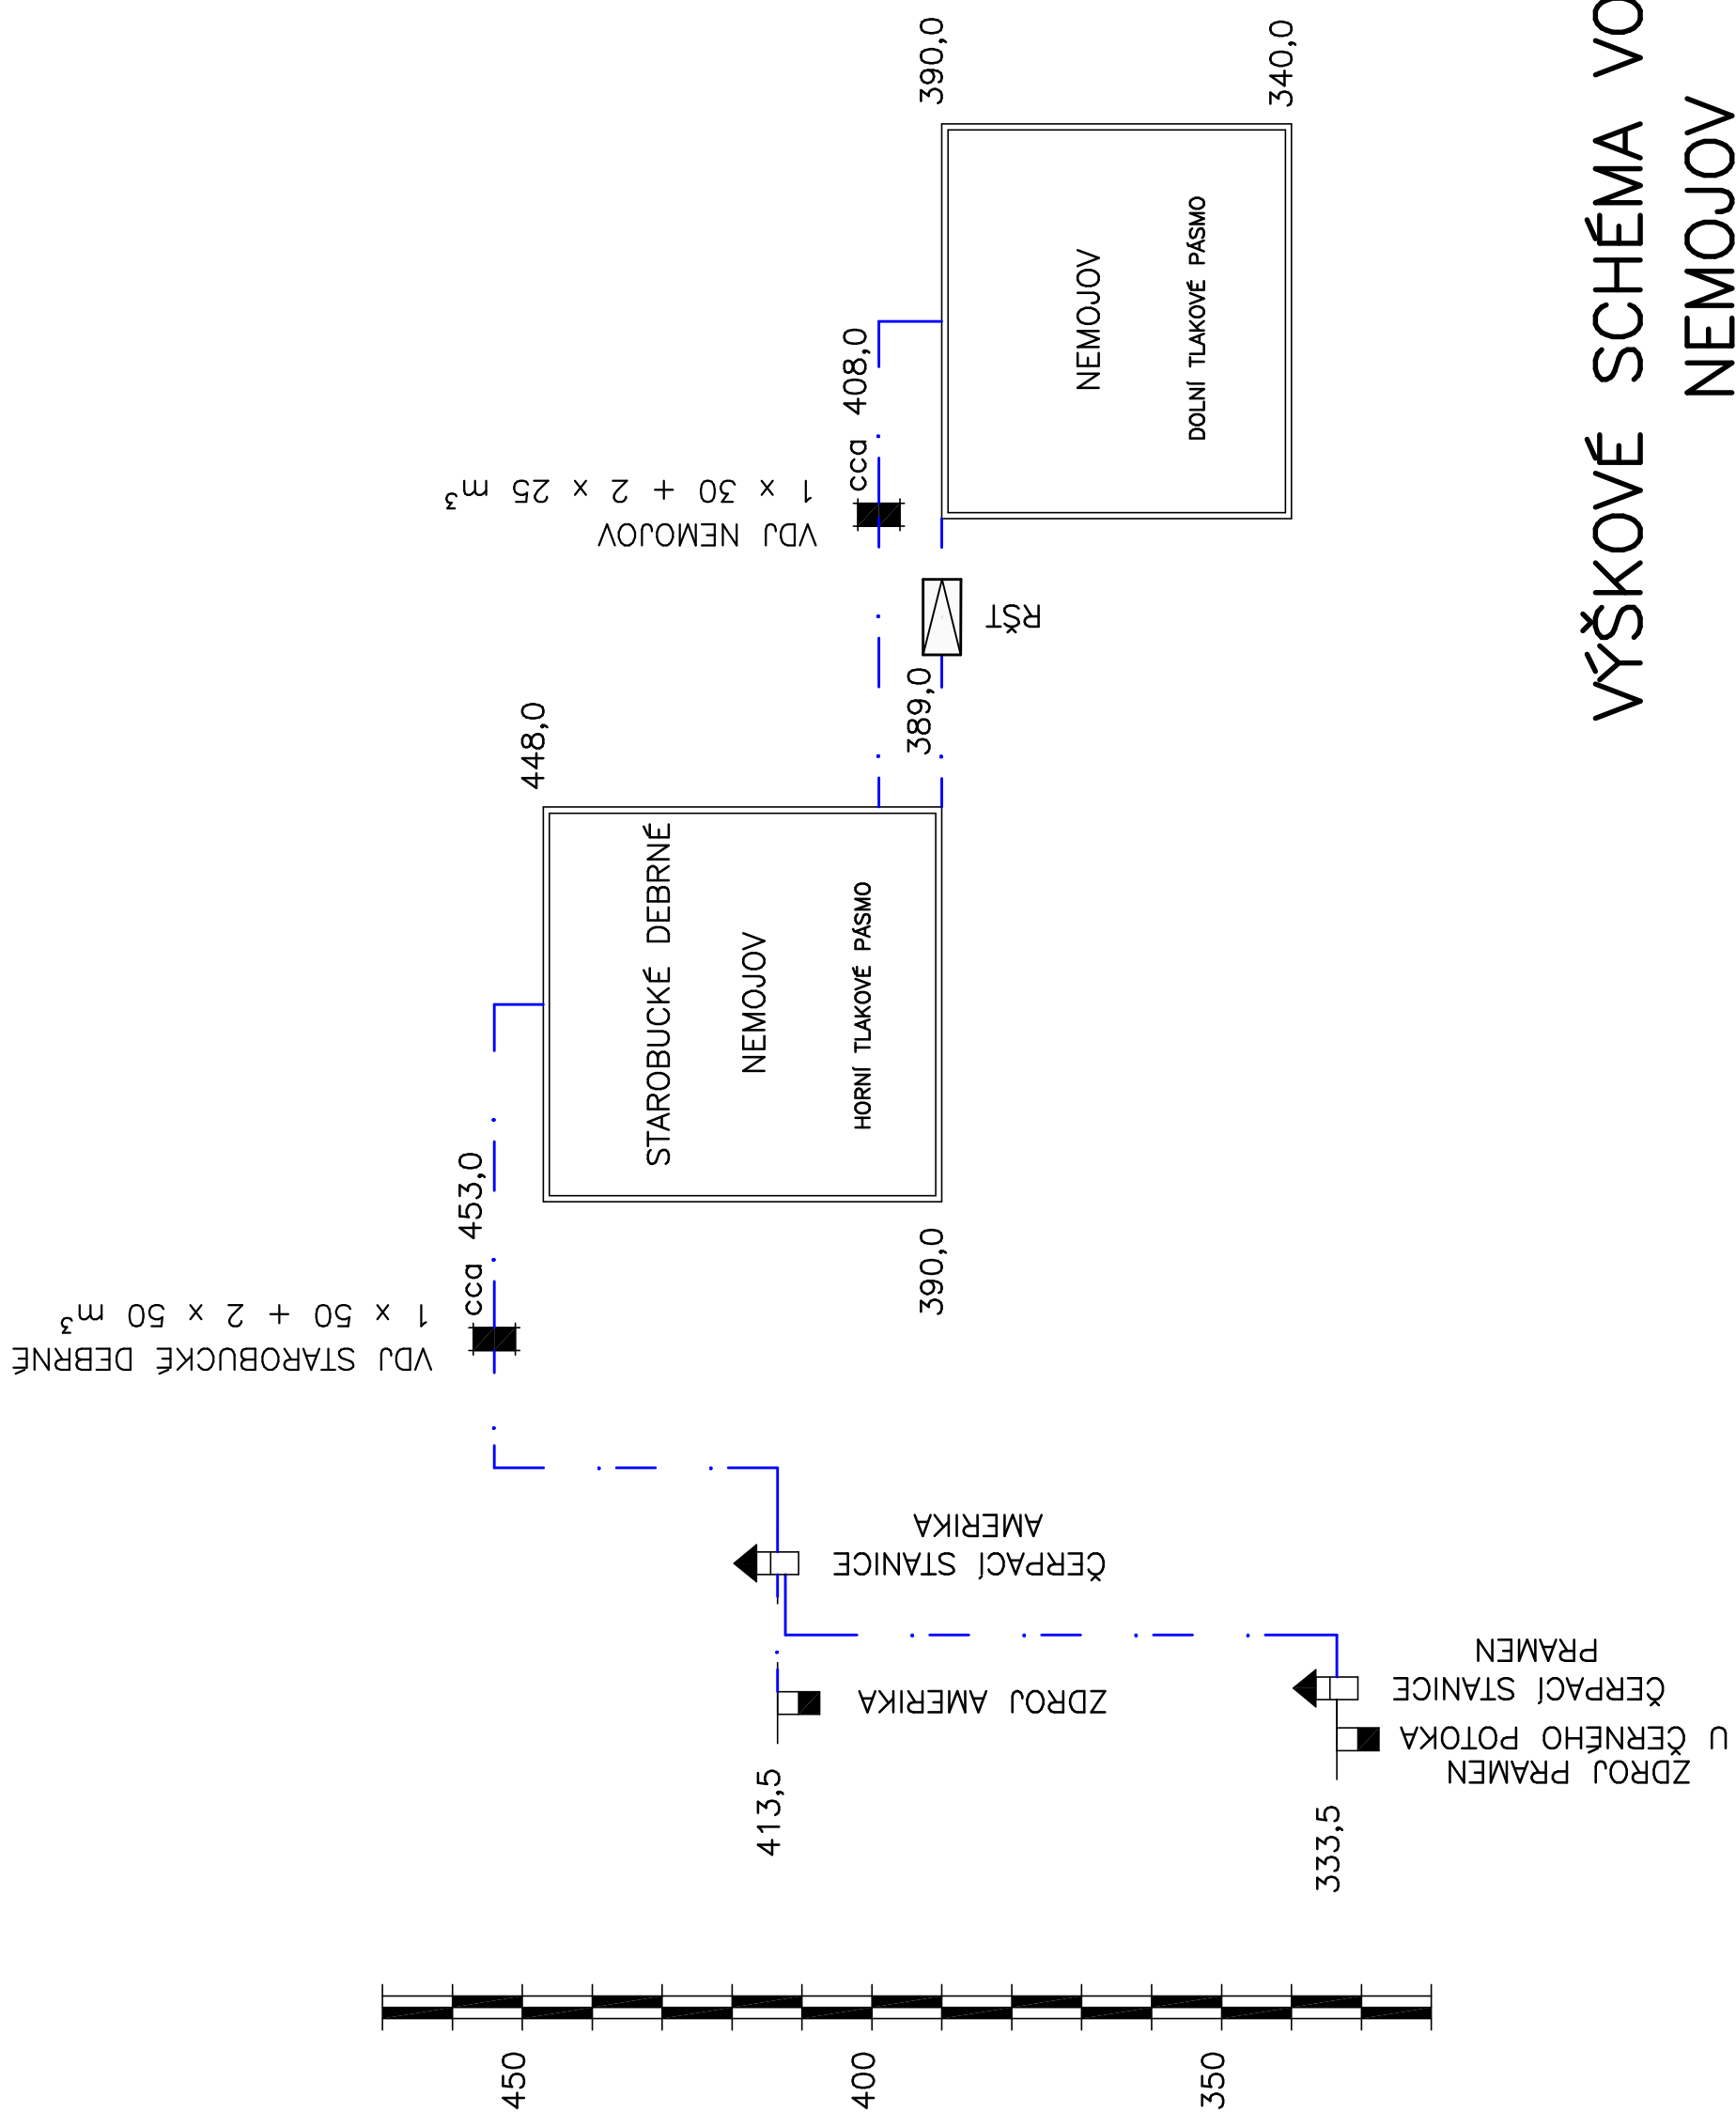 VDJ STAROBUCKÉ DEBRNÉ
1 x 50 + 2 x 50 m³
cca 453,0
448,0
STAROBUCKÉ DEBRNÉ
NEMOJOV
HORNÍ TLAKOVÉ PÁSMO
390,0
VDJ NEMOJOV
1 x 30 + 2 x 25 m³
cca 408,0
389,0
RŠT
390,0
NEMOJOV
DOLNÍ TLAKOVÉ PÁSMO
340,0
ČERPACÍ STANICE
AMERIKA
ZDROJ AMERIKA
413,5
ČERPACÍ STANICE
PRAMEN
ZDROJ PRAMEN
U ČERNÉHO POTOKA
333,5
450
400
350
VÝŠKOVÉ SCHÉMA VO
NEMOJOV